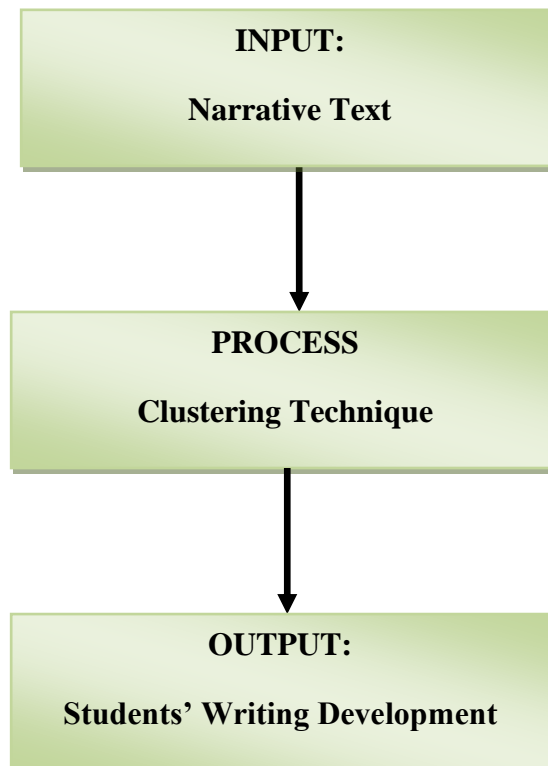 INPUT:
Narrative Text
PROCESS
Clustering Technique
OUTPUT:
Students’ Writing Development